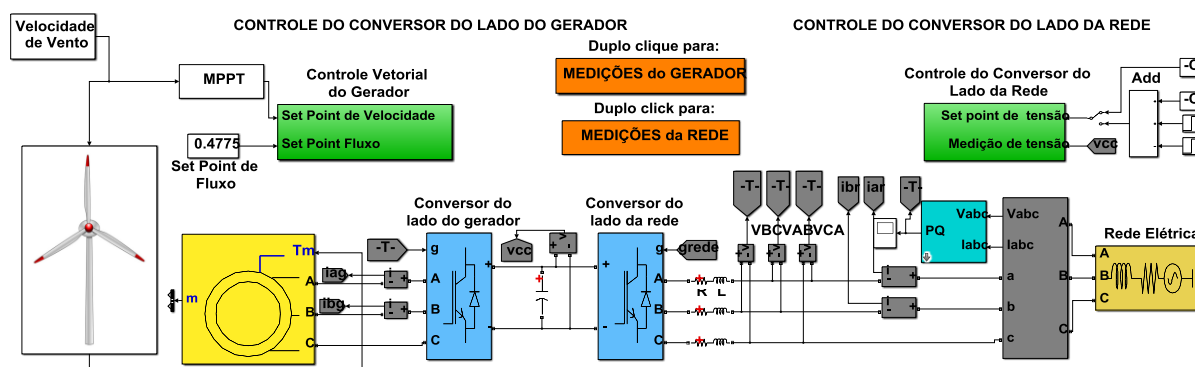 CONTROLE DO CONVERSOR DO LADO DO GERADOR
CONTROLE DO CONVERSOR DO LADO DA REDE
Velocidade
de Vento
MPPT
Controle Vetorial
do Gerador
Set Point de Velocidade
Set Point Fluxo
0.4775
Set Point de
Fluxo
Duplo clique para:
MEDIÇÕES do GERADOR
Duplo click para:
MEDIÇÕES da REDE
Controle do Conversor do
Lado da Rede
Set point de tensão
Medição de tensão
vcc
Add
-C
-C
Conversor do
lado do gerador
Conversor do
lado da rede
-T-
-T-
-T-
ibr
iar
-T-
VBCVABVCA
PQ
Vabc
Iabc
Vabc
Iabc
A
B
C
a
b
c
Rede Elétrica
A
B
C
Tm
m
A
B
C
iag
ibg
-T-
g
A
B
C
+
-
vcc
+
-
g
A
B
C
grede
R L